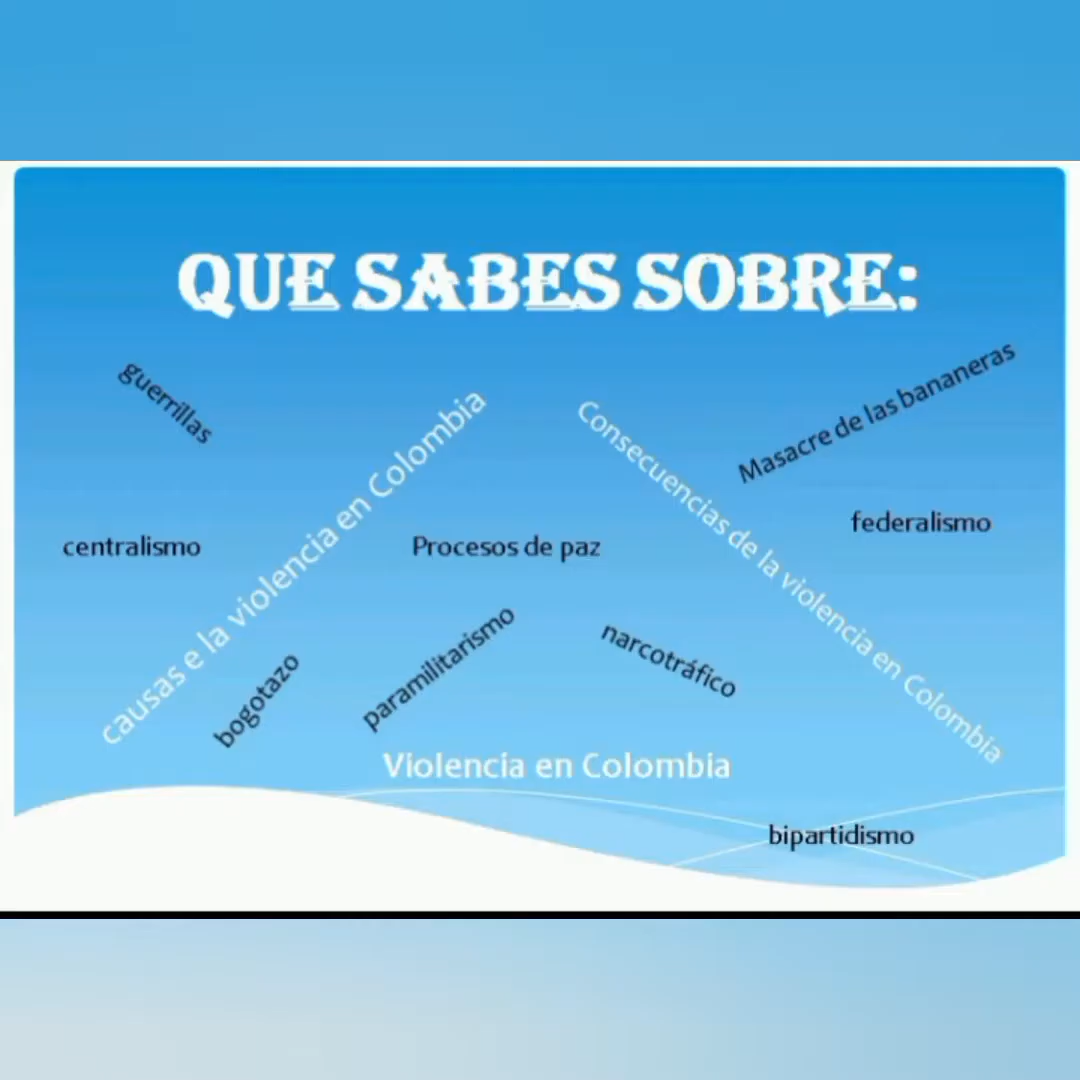 QUE SABES SOBRE:
guerrillas
causas e la violencia en Colombia
Consecuencias de la violencia en Colombia
Masacre de las bananeras
centralismo
Procesos de paz
federalismo
bogotazo
paramilitarismo
narcotráfico
Violencia en Colombia
bipartidismo